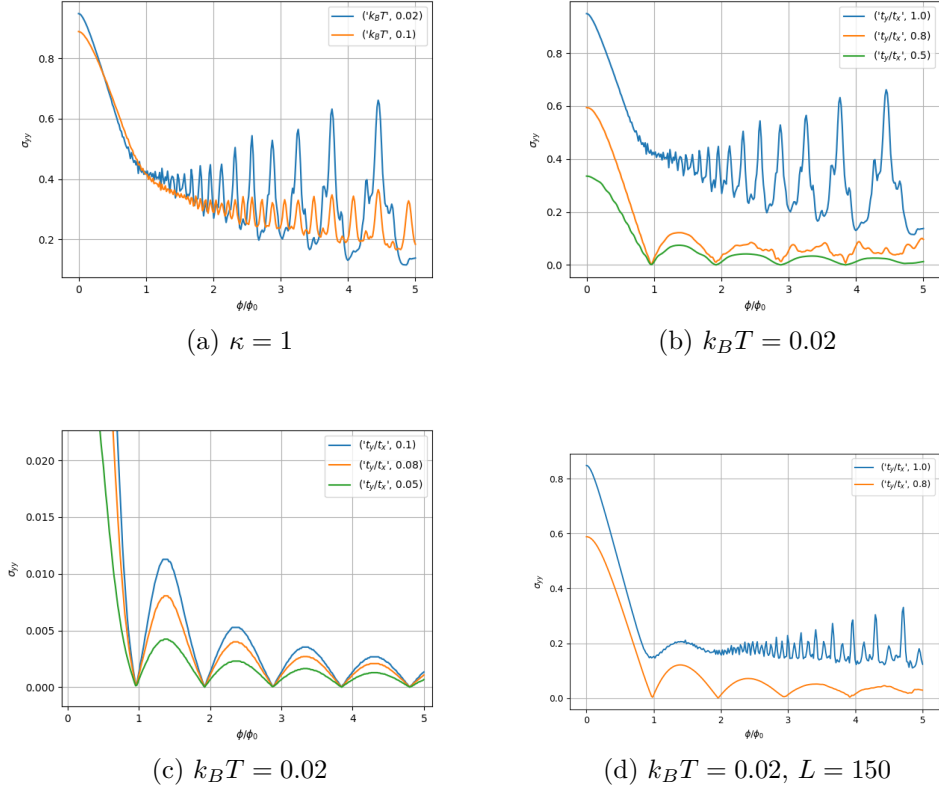 ('k_BT', 0.02)
('k_BT', 0.1)
0.8
0.6
0.4
0.2
σ_yy
0 1 2 3 4 5
ϕ/ϕ_0
(a) κ = 1
('t_y/t_x', 1.0)
('t_y/t_x', 0.8)
('t_y/t_x', 0.5)
0.8
0.6
0.4
0.2
0.0
σ_yy
0 1 2 3 4 5
ϕ/ϕ_0
(b) k_BT = 0.02
('t_y/t_x', 0.1)
('t_y/t_x', 0.08)
('t_y/t_x', 0.05)
0.020
0.015
0.010
0.005
0.000
σ_yy
0 1 2 3 4 5
ϕ/ϕ_0
(c) k_BT = 0.02
('t_y/t_x', 1.0)
('t_y/t_x', 0.8)
0.8
0.6
0.4
0.2
0.0
σ_yy
0 1 2 3 4 5
ϕ/ϕ_0
(d) k_BT = 0.02, L = 150